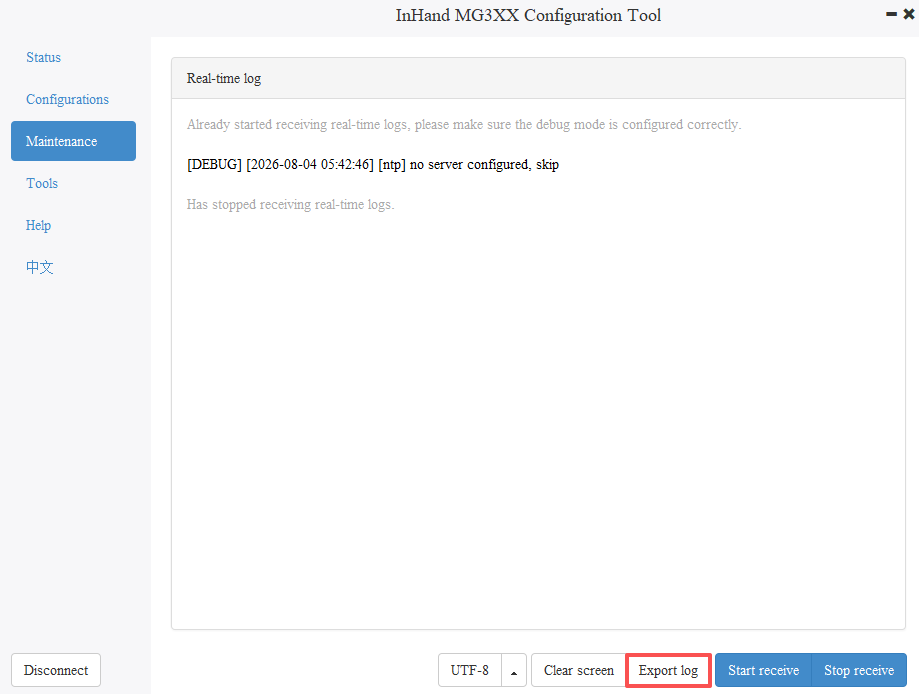 InHand MG3XX Configuration Tool
Status
Configurations
Maintenance
Tools
Help
中文
Real-time log
Already started receiving real-time logs, please make sure the debug mode is configured correctly.
[DEBUG] [2026-08-04 05:42:46] [ntp] no server configured, skip
Has stopped receiving real-time logs.
Disconnect
UTF-8
Clear screen
Export log
Start receive
Stop receive